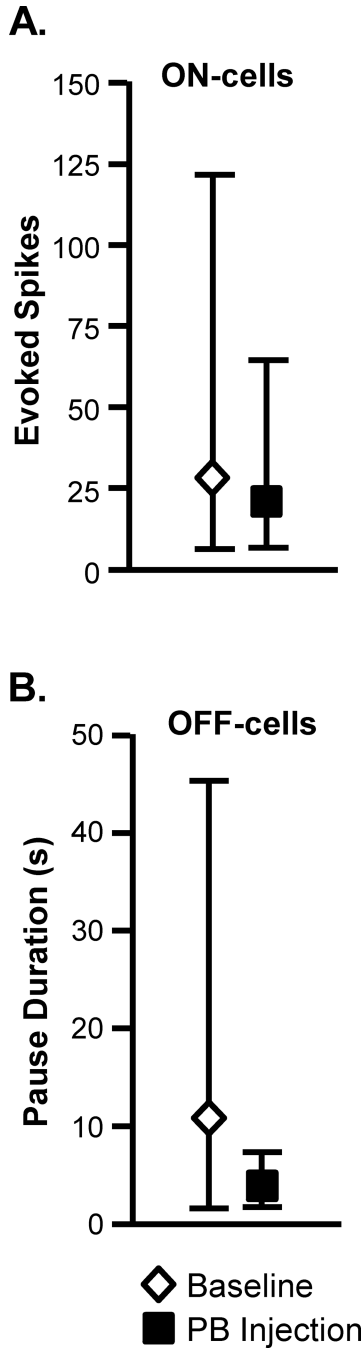 A.
ON-cells
Evoked Spikes
150
125
100
75
50
25
0
B.
OFF-cells
Pause Duration (s)
50
40
30
20
10
0
Baseline
PB Injection